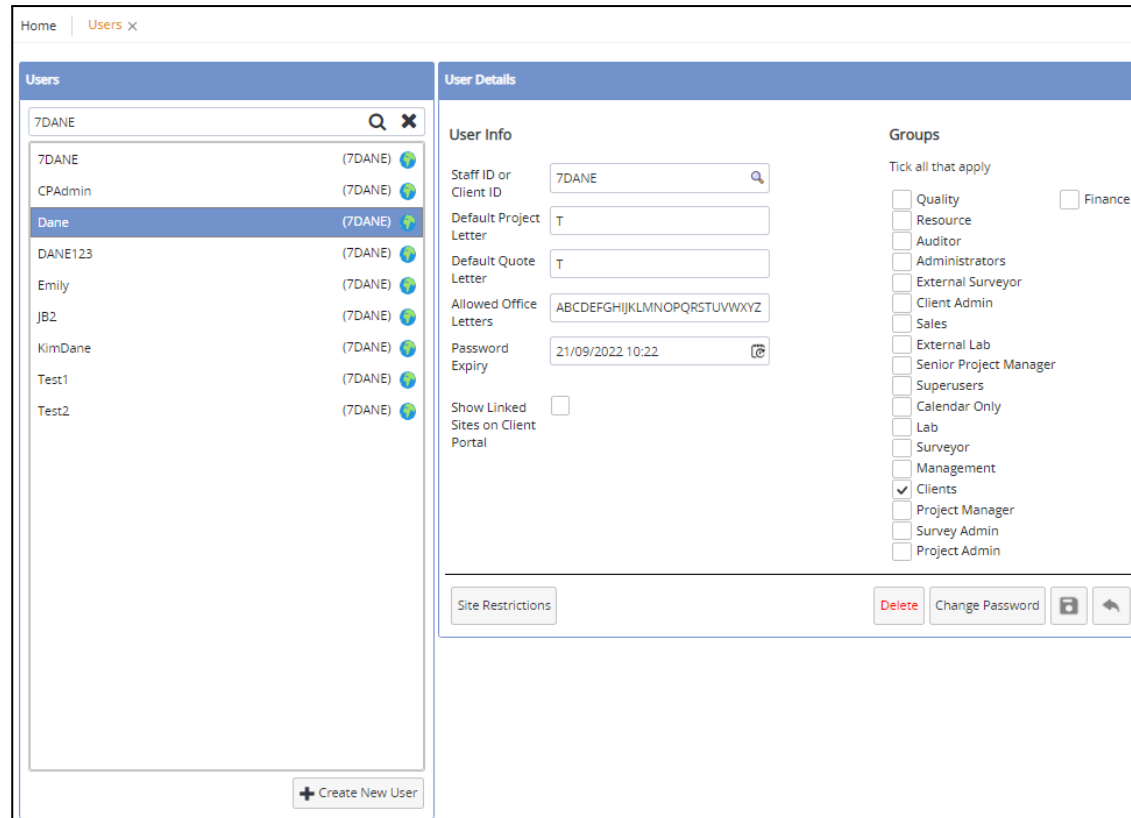 Home Users
Users
7DANE
7DANE (7DANE)
CPAdmin (7DANE)
Dane (7DANE)
DANE123 (7DANE)
Emily (7DANE)
JB2 (7DANE)
KimDane (7DANE)
Test1 (7DANE)
Test2 (7DANE)
Create New User
User Details
User Info
Staff ID or
Client ID
7DANE
Default Project
Letter
T
Default Quote
Letter
T
Allowed Office
Letters
ABCDEFGHIJKLMNOPQRSTUVWXYZ
Password
Expiry
21/09/2022 10:22
Show Linked
Sites on Client
Portal
Groups
Tick all that apply
Quality Finance
Resource
Auditor
Administrators
External Surveyor
Client Admin
Sales
External Lab
Senior Project Manager
Superusers
Calendar Only
Lab
Surveyor
Management
Clients
Project Manager
Survey Admin
Project Admin
Site Restrictions Delete Change Password